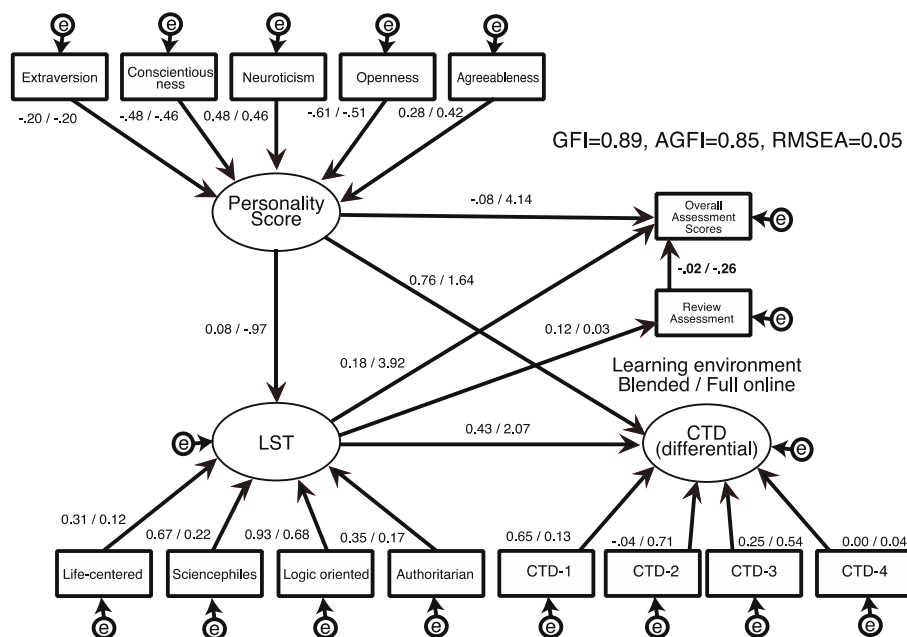 e
e
e
e
e
Extraversion
Conscientious
ness
Neuroticism
Openness
Agreeableness
-.20 / -.20
-.48 / -.46
0.48 / 0.46
-.61 / -.51
0.28 / 0.42
GFI=0.89, AGFI=0.85, RMSEA=0.05
Personality
Score
-.08 / 4.14
Overall
Assessment
Scores
e
0.76 / 1.64
-.02 / -.26
Review
Assessment
e
0.08 / -.97
0.18 / 3.92
0.12 / 0.03
Learning environment
Blended / Full online
e
LST
0.43 / 2.07
CTD
(differential)
e
0.31 / 0.12
0.67 / 0.22
0.93 / 0.68
0.35 / 0.17
0.65 / 0.13
-.04 / 0.71
0.25 / 0.54
0.00 / 0.04
Life-centered
Sciencephiles
Logic oriented
Authoritarian
CTD-1
CTD-2
CTD-3
CTD-4
e
e
e
e
e
e
e
e